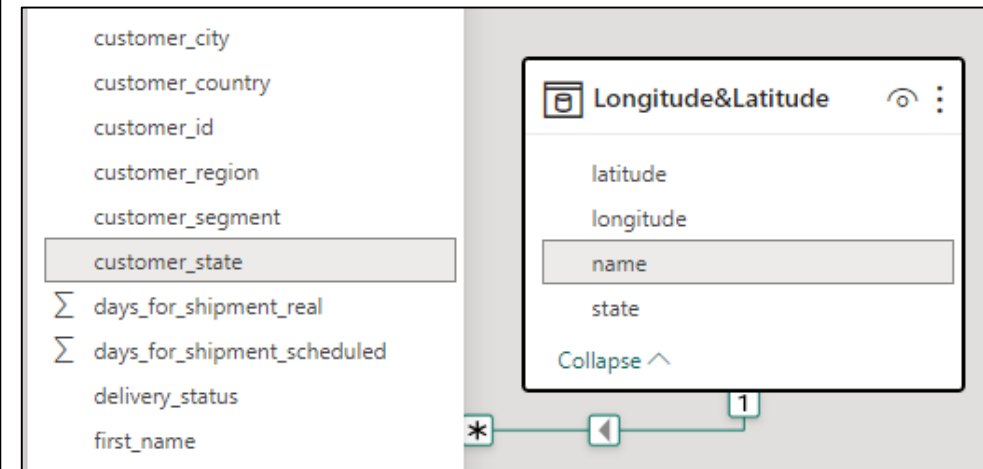 customer_city
customer_country
customer_id
customer_region
customer_segment
customer_state
∑ days_for_shipment_real
∑ days_for_shipment_scheduled
delivery_status
first_name
Longitude&Latitude
latitude
longitude
name
state
Collapse
1
*